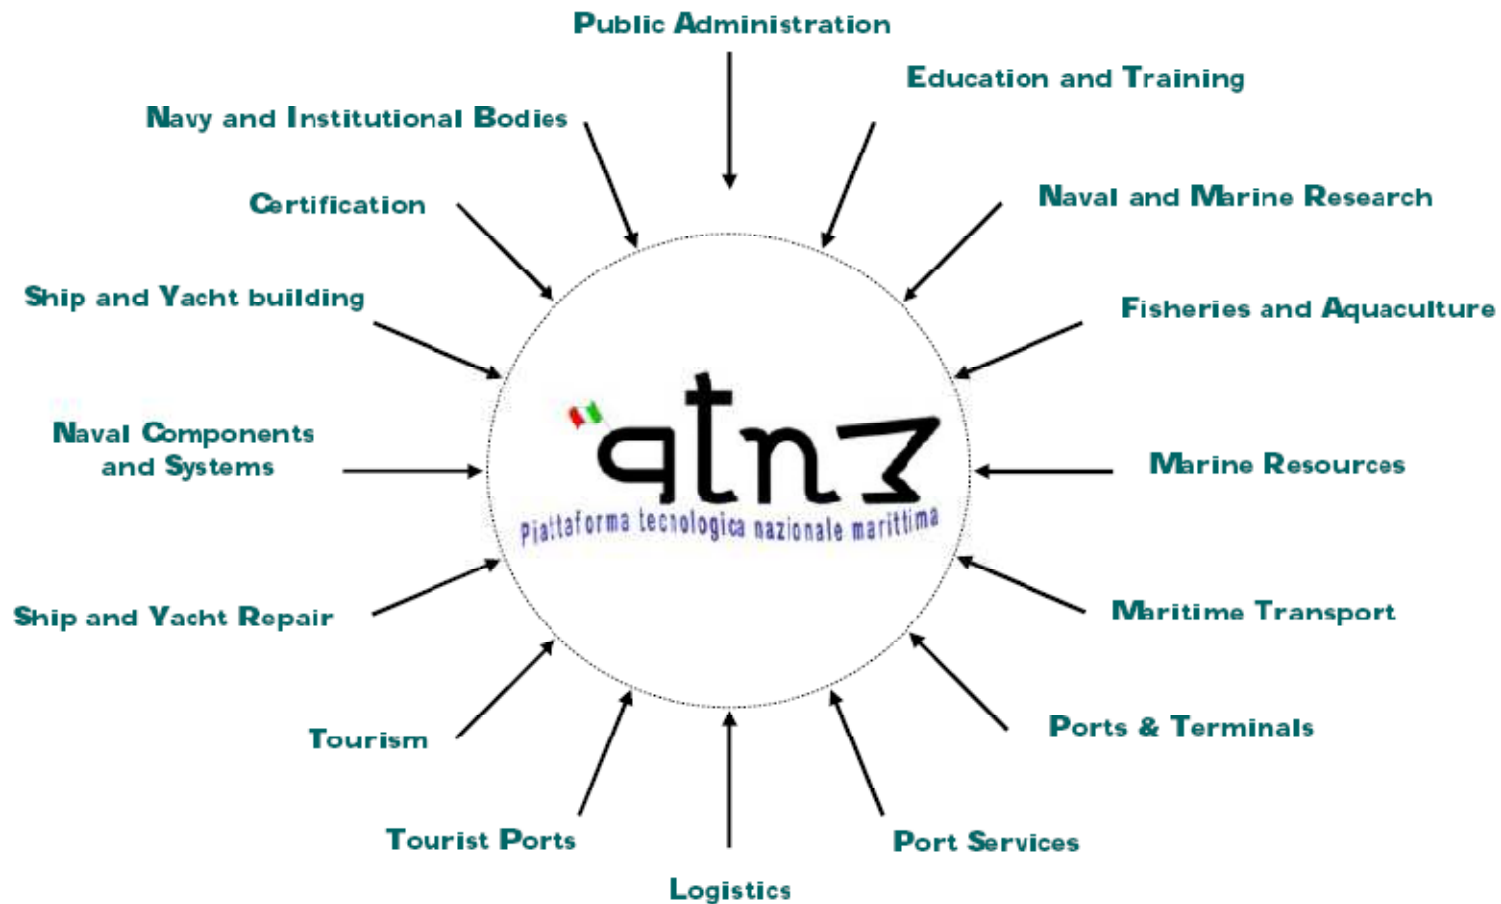 Public Administration
Education and Training
Navy and Institutional Bodies
Naval and Marine Research
Certification
Ship and Yacht building
Fisheries and Aquaculture
ptnm
Naval Components
and Systems
Marine Resources
Piattaforma tecnologica nazionale marittima
Ship and Yacht Repair
Maritime Transport
Tourism
Ports & Terminals
Tourist Ports
Port Services
Logistics